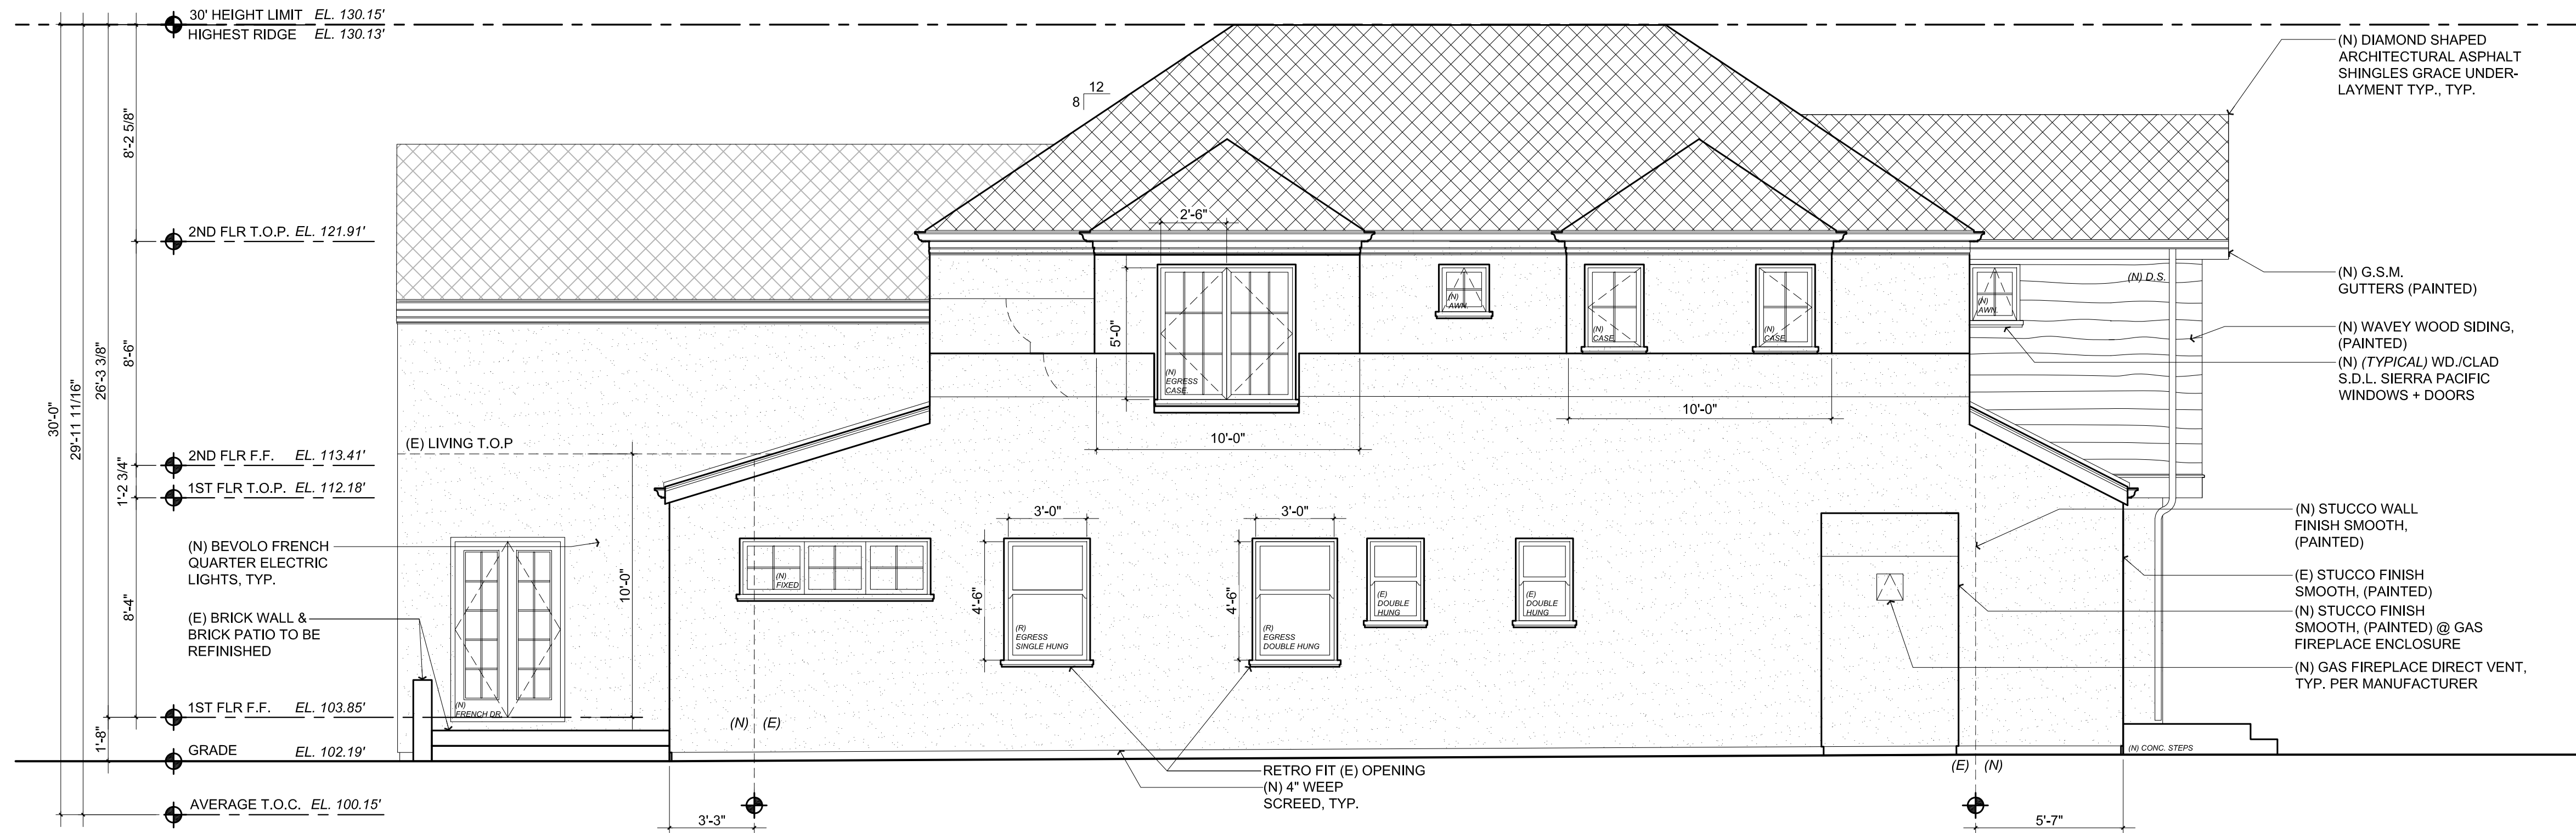 30' HEIGHT LIMIT EL. 130.15'
HIGHEST RIDGE EL. 130.13'
2ND FLR T.O.P. EL. 121.91'
2ND FLR F.F. EL. 113.41'
1ST FLR T.O.P. EL. 112.18'
1ST FLR F.F. EL. 103.85'
GRADE EL. 102.19'
AVERAGE T.O.C. EL. 100.15'
30'-0"
29'-11 11/16"
26'-3 3/8"
8'-2 5/8"
8'-6"
1'-2 3/4"
8'-4"
1'-8"
(N) BEVOLO FRENCH
QUARTER ELECTRIC
LIGHTS, TYP.
(E) BRICK WALL &
BRICK PATIO TO BE
REFINISHED
(E) LIVING T.O.P
10'-0"
(N)
FRENCH DR.
(N) (E)
3'-3"
12
8
2'-6"
5'-0"
(N)
EGRESS
CASE.
10'-0"
(N)
AWN.
(N)
CASE
(N)
CASE
10'-0"
(N)
AWN.
(N) D.S.
(N)
FIXED
3'-0"
4'-6"
(R)
EGRESS
SINGLE HUNG
3'-0"
4'-6"
(R)
EGRESS
DOUBLE HUNG
(E)
DOUBLE
HUNG
(E)
DOUBLE
HUNG
RETRO FIT (E) OPENING
(N) 4" WEEP
SCREED, TYP.
(E) (N)
5'-7"
(N) CONC. STEPS
(N) DIAMOND SHAPED
ARCHITECTURAL ASPHALT
SHINGLES GRACE UNDER-
LAYMENT TYP., TYP.
(N) G.S.M.
GUTTERS (PAINTED)
(N) WAVEY WOOD SIDING,
(PAINTED)
(N) (TYPICAL) WD./CLAD
S.D.L. SIERRA PACIFIC
WINDOWS + DOORS
(N) STUCCO WALL
FINISH SMOOTH,
(PAINTED)
(E) STUCCO FINISH
SMOOTH, (PAINTED)
(N) STUCCO FINISH
SMOOTH, (PAINTED) @ GAS
FIREPLACE ENCLOSURE
(N) GAS FIREPLACE DIRECT VENT,
TYP. PER MANUFACTURER